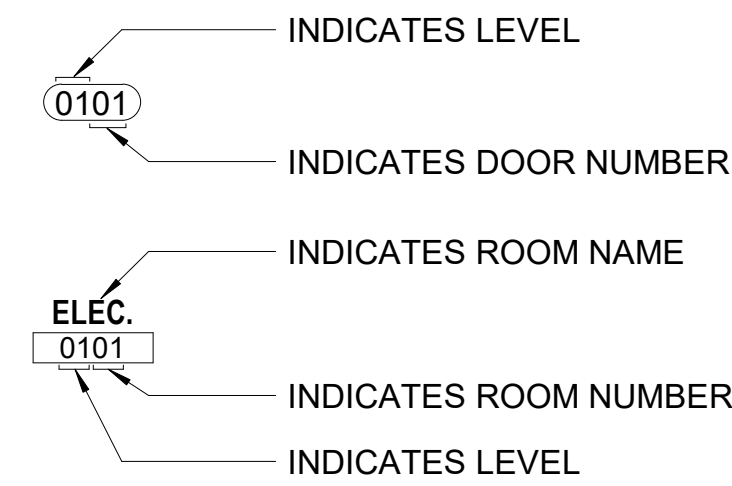 INDICATES LEVEL
0101
INDICATES DOOR NUMBER
INDICATES ROOM NAME
ELEC.
0101
INDICATES ROOM NUMBER
INDICATES LEVEL